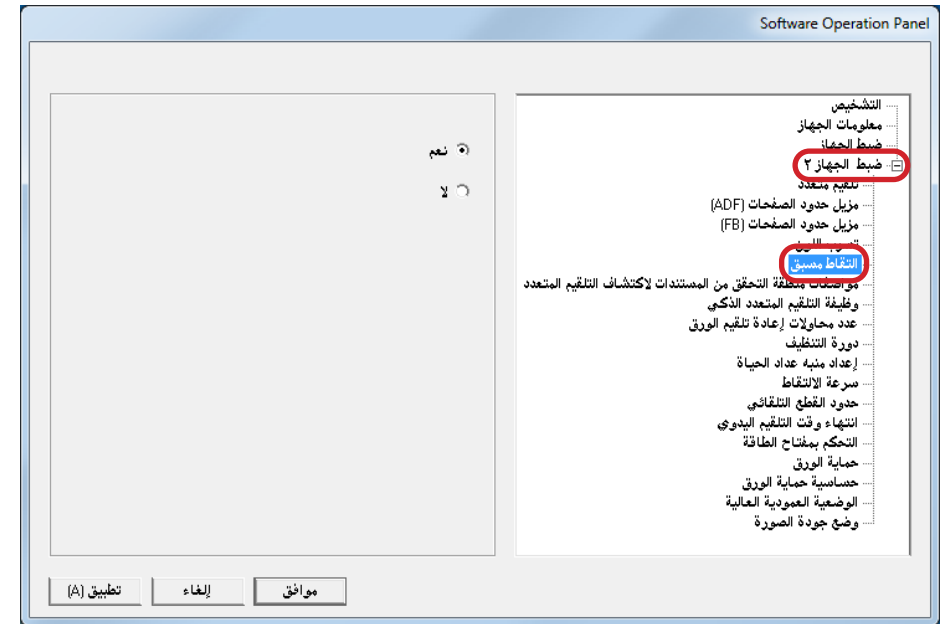 Software Operation Panel
التشخيص
معلومات الجهاز
ضبط الجهاز
ضبط الجهاز ٢
تلقيم متعدد
مزيل حدود الصفحات (ADF)
مزيل حدود الصفحات (FB)
التقاط مسبق
مواصفات منطقة التحقق من المستندات لاكتشاف التلقيم المتعدد
وظيفة التلقيم المتعدد الذكي
عدد محاولات إعادة تلقيم الورق
دورة التنظيف
إعداد منبه عداد الحياة
سرعة الالتقاط
حدود القطع التلقائي
انتهاء وقت التلقيم اليدوي
التحكم بمفتاح الطاقة
حماية الورق
حساسية حماية الورق
الوضعية العمودية العالية
وضع جودة الصورة
نعم
لا
موافق
إلغاء
تطبيق (A)